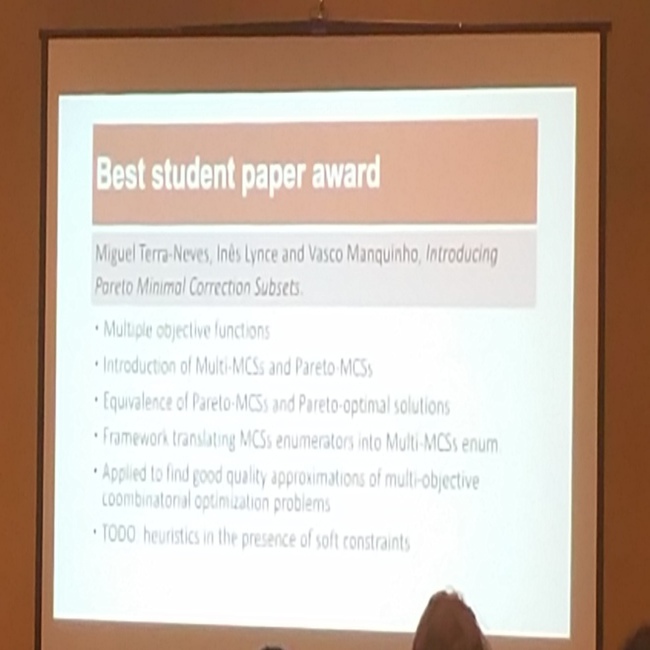 Best student paper award
Miguel Terra-Neves, Inês Lynce and Vasco Manquinho, Introducing
Pareto Minimal Correction Subsets.
• Multiple objective functions
• Introduction of Multi-MCSs and Pareto-MCSs
• Equivalence of Pareto-MCSs and Pareto-optimal solutions
• Framework translating MCSs enumerators into Multi-MCSs enum
• Applied to find good quality approximations of multi-objective
coombinatorial optimization problems
• TODO heuristics in the presence of soft constraints